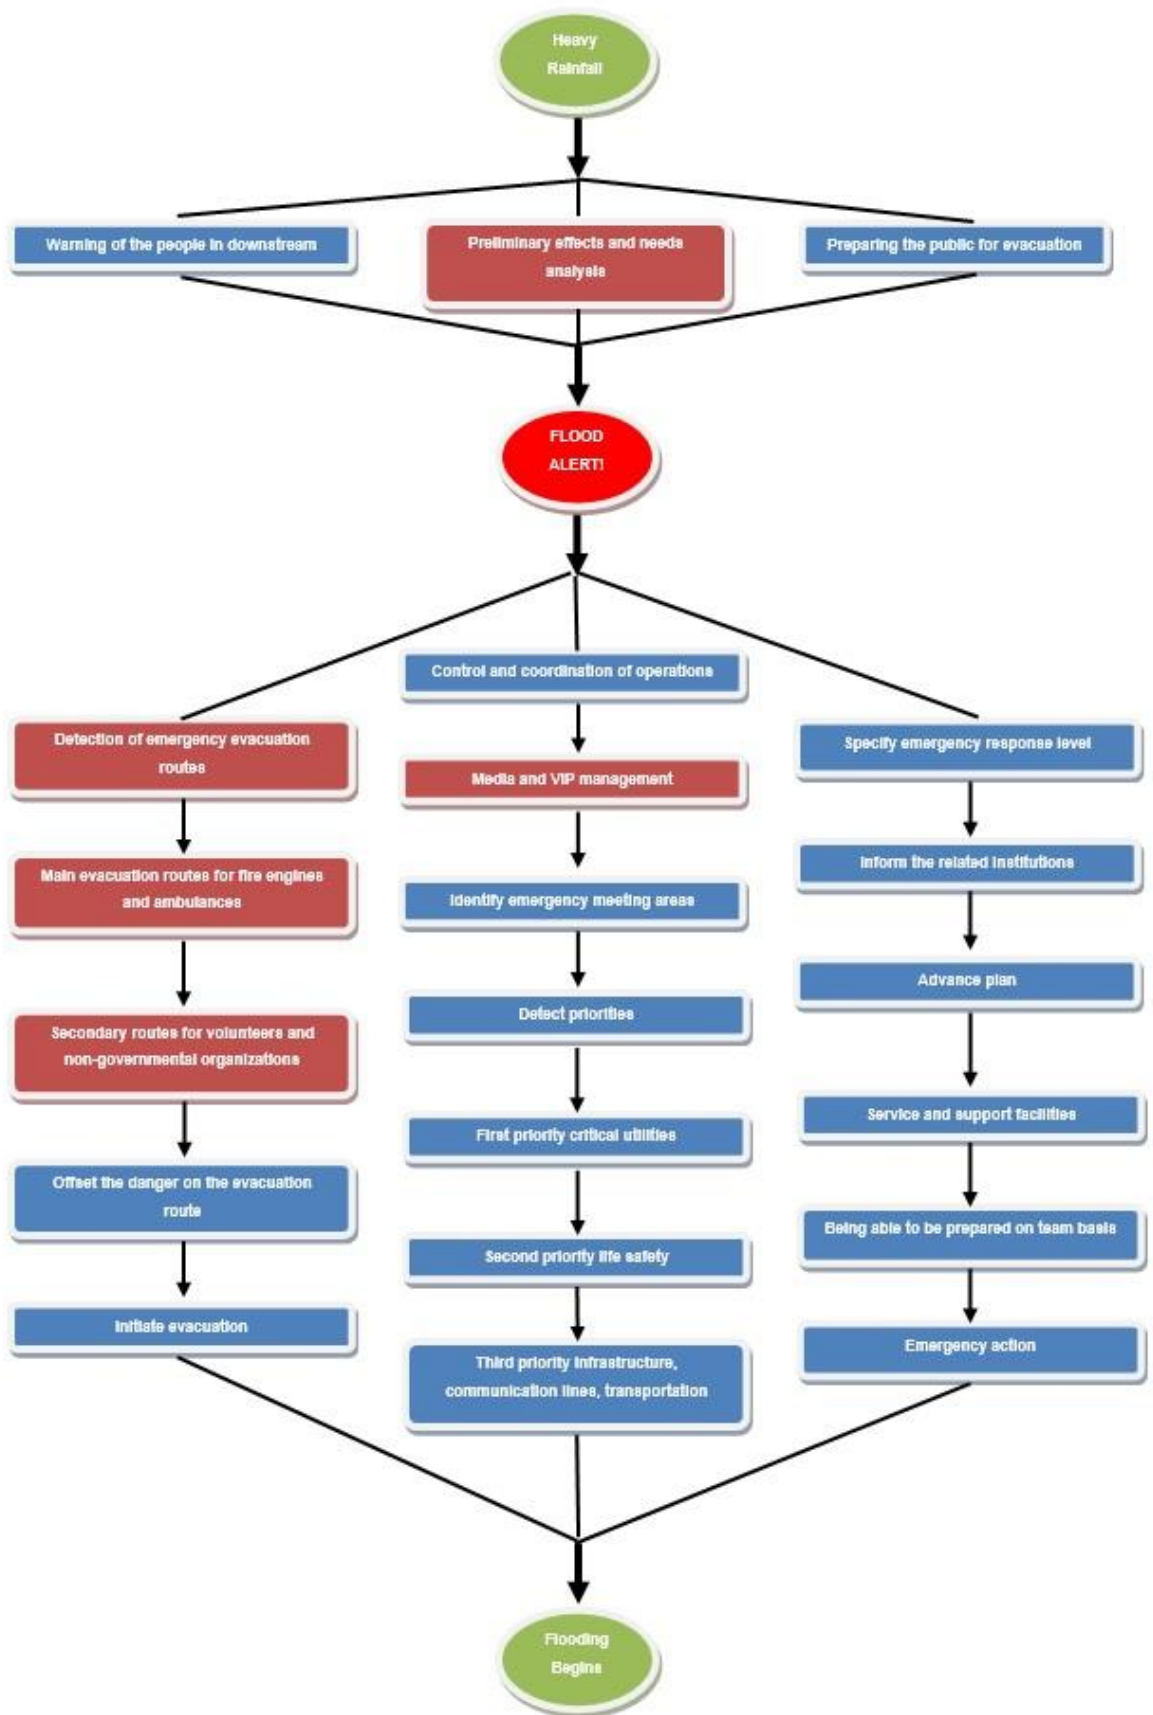 Heavy
Rainfall
Warning of the people in downstream
Preliminary effects and needs
analysis
Preparing the public for evacuation
FLOOD
ALERT!
Detection of emergency evacuation
routes
Main evacuation routes for fire engines
and ambulances
Secondary routes for volunteers and
non-governmental organizations
Offset the danger on the evacuation
route
Initiate evacuation
Control and coordination of operations
Media and VIP management
Identify emergency meeting areas
Detect priorities
First priority critical utilities
Second priority life safety
Third priority infrastructure,
communication lines, transportation
Specify emergency response level
Inform the related institutions
Advance plan
Service and support facilities
Being able to be prepared on team basis
Emergency action
Flooding
Begins